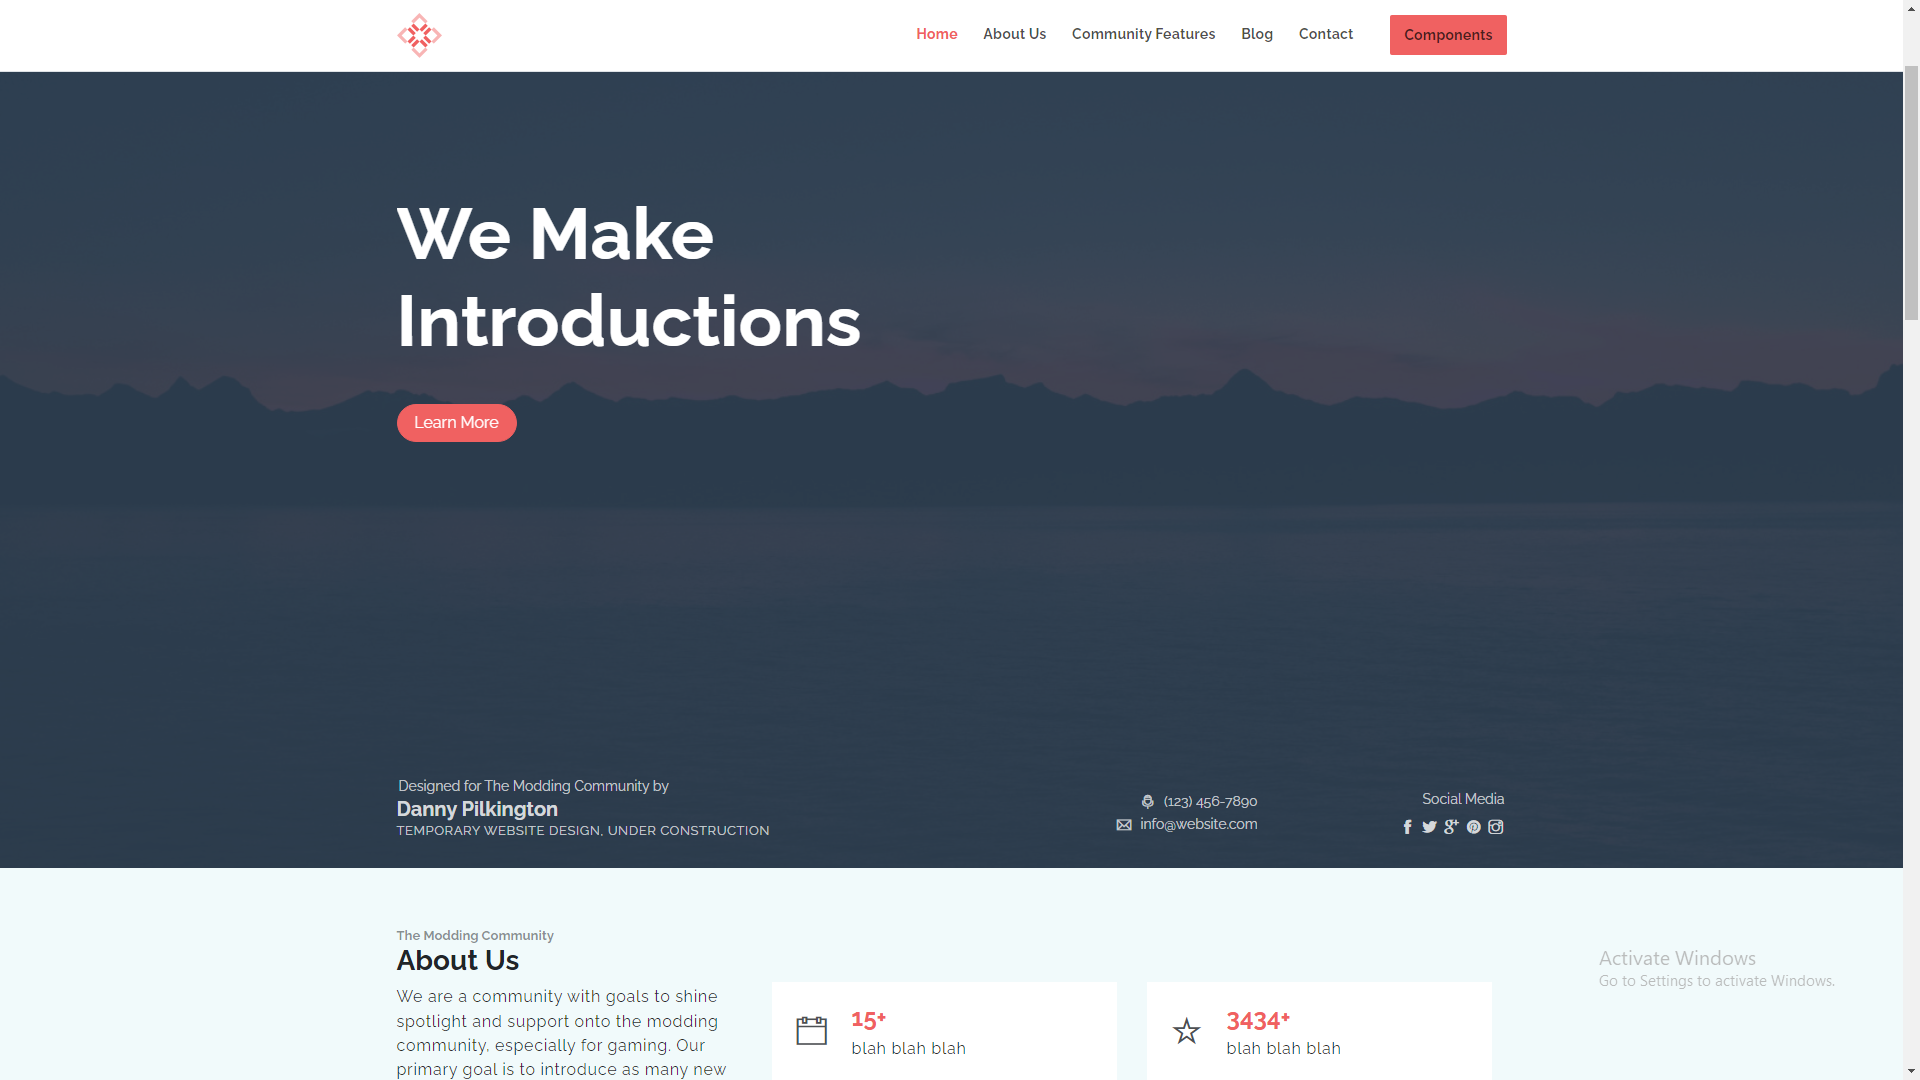 Home About Us Community Features Blog Contact Components
We Make
Introductions
Learn More
Designed for The Modding Community by
Danny Pilkington
TEMPORARY WEBSITE DESIGN, UNDER CONSTRUCTION
(123) 456-7890
info@website.com
Social Media
The Modding Community
About Us
We are a community with goals to shine
spotlight and support onto the modding
community, especially for gaming. Our
primary goal is to introduce as many new
15+
blah blah blah
3434+
blah blah blah
Activate Windows
Go to Settings to activate Windows.